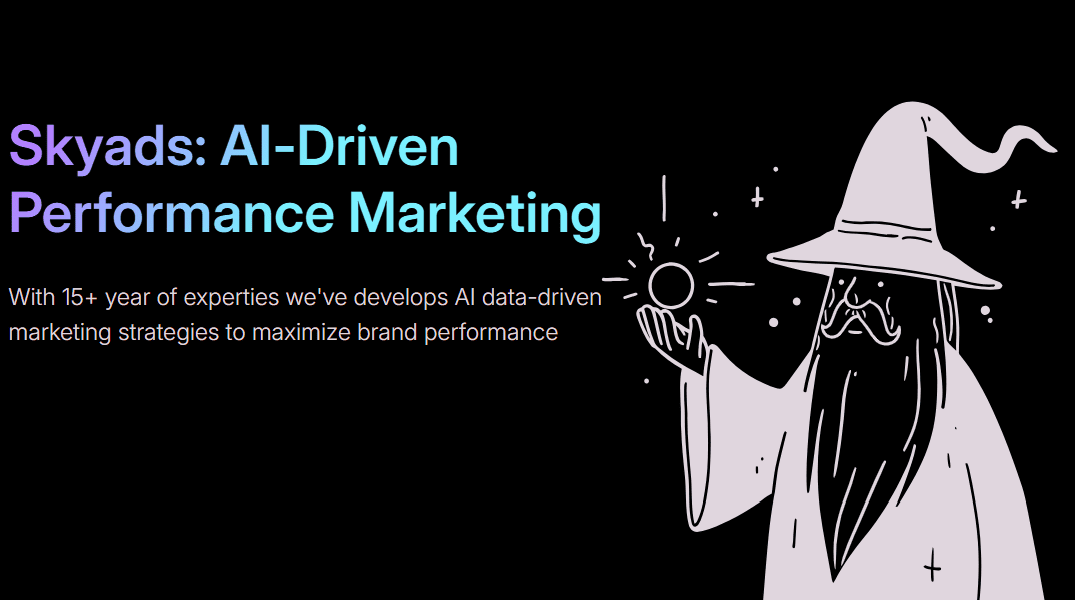 Skyads: AI-Driven
Performance Marketing
With 15+ year of experties we've develops AI data-driven
marketing strategies to maximize brand performance